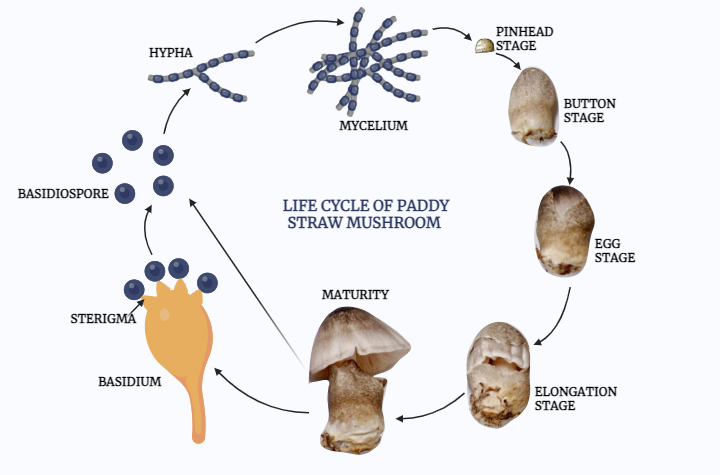 PINHEAD
STAGE
HYPHA
MYCELIUM
BUTTON
STAGE
BASIDIOSPORE
LIFE CYCLE OF PADDY
STRAW MUSHROOM
EGG
STAGE
MATURITY
STERIGMA
BASIDIUM
ELONGATION
STAGE